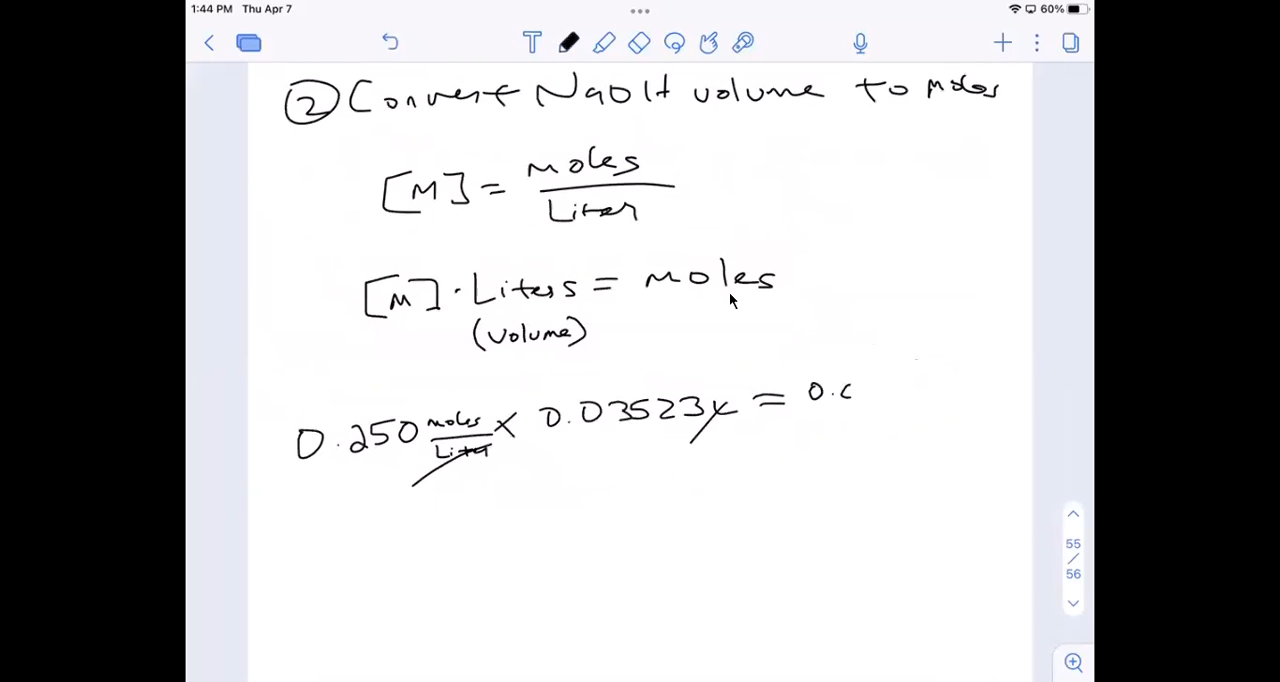 1:44 PM Thu Apr 7
60%
T
② Convert NaOH volume to moles
[M] = moles / Liter
[M] · Liters = moles
(volume)
0.250 moles / Liter × 0.03523 L = 0.0
55
/
56